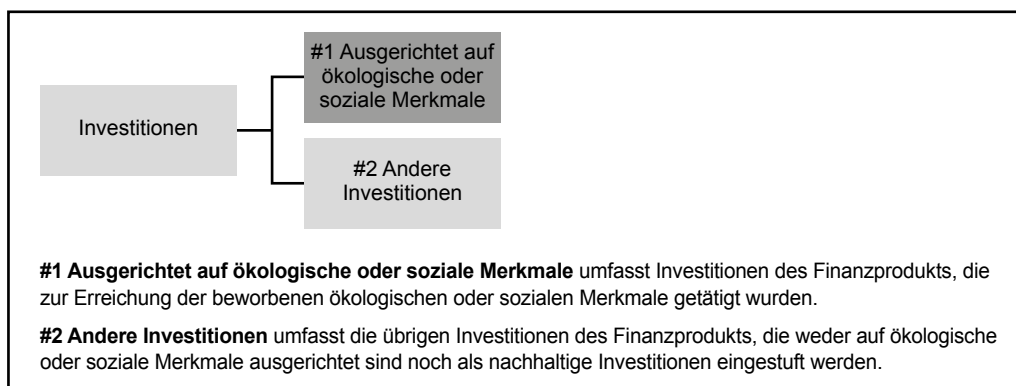 #1 Ausgerichtet auf
ökologische oder
soziale Merkmale
Investitionen
#2 Andere
Investitionen
#1 Ausgerichtet auf ökologische oder soziale Merkmale umfasst Investitionen des Finanzprodukts, die
zur Erreichung der beworbenen ökologischen oder sozialen Merkmale getätigt wurden.
#2 Andere Investitionen umfasst die übrigen Investitionen des Finanzprodukts, die weder auf ökologische
oder soziale Merkmale ausgerichtet sind noch als nachhaltige Investitionen eingestuft werden.